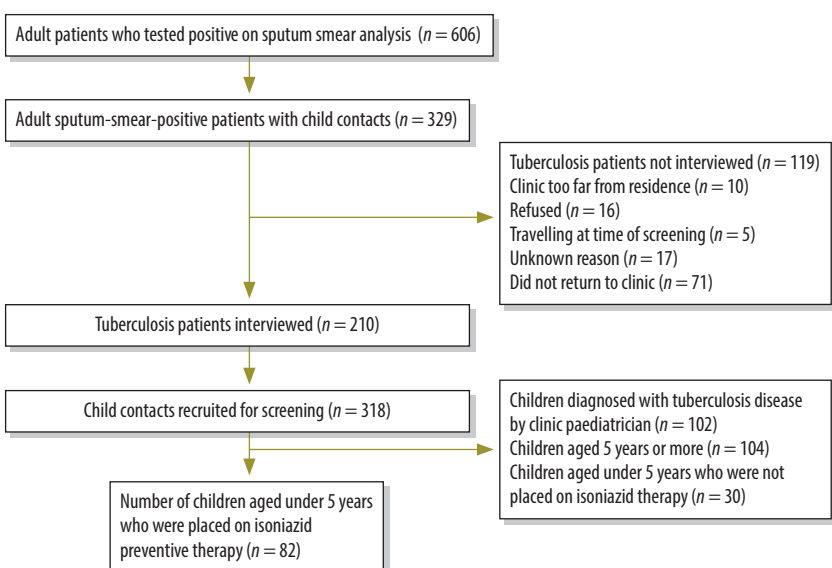 Adult patients who tested positive on sputum smear analysis (n = 606)
Adult sputum-smear-positive patients with child contacts (n = 329)
Tuberculosis patients not interviewed (n = 119)
Clinic too far from residence (n = 10)
Refused (n = 16)
Travelling at time of screening (n = 5)
Unknown reason (n = 17)
Did not return to clinic (n = 71)
Tuberculosis patients interviewed (n = 210)
Child contacts recruited for screening (n = 318)
Children diagnosed with tuberculosis disease
by clinic paediatrician (n = 102)
Children aged 5 years or more (n = 104)
Children aged under 5 years who were not
placed on isoniazid therapy (n = 30)
Number of children aged under 5 years
who were placed on isoniazid
preventive therapy (n = 82)